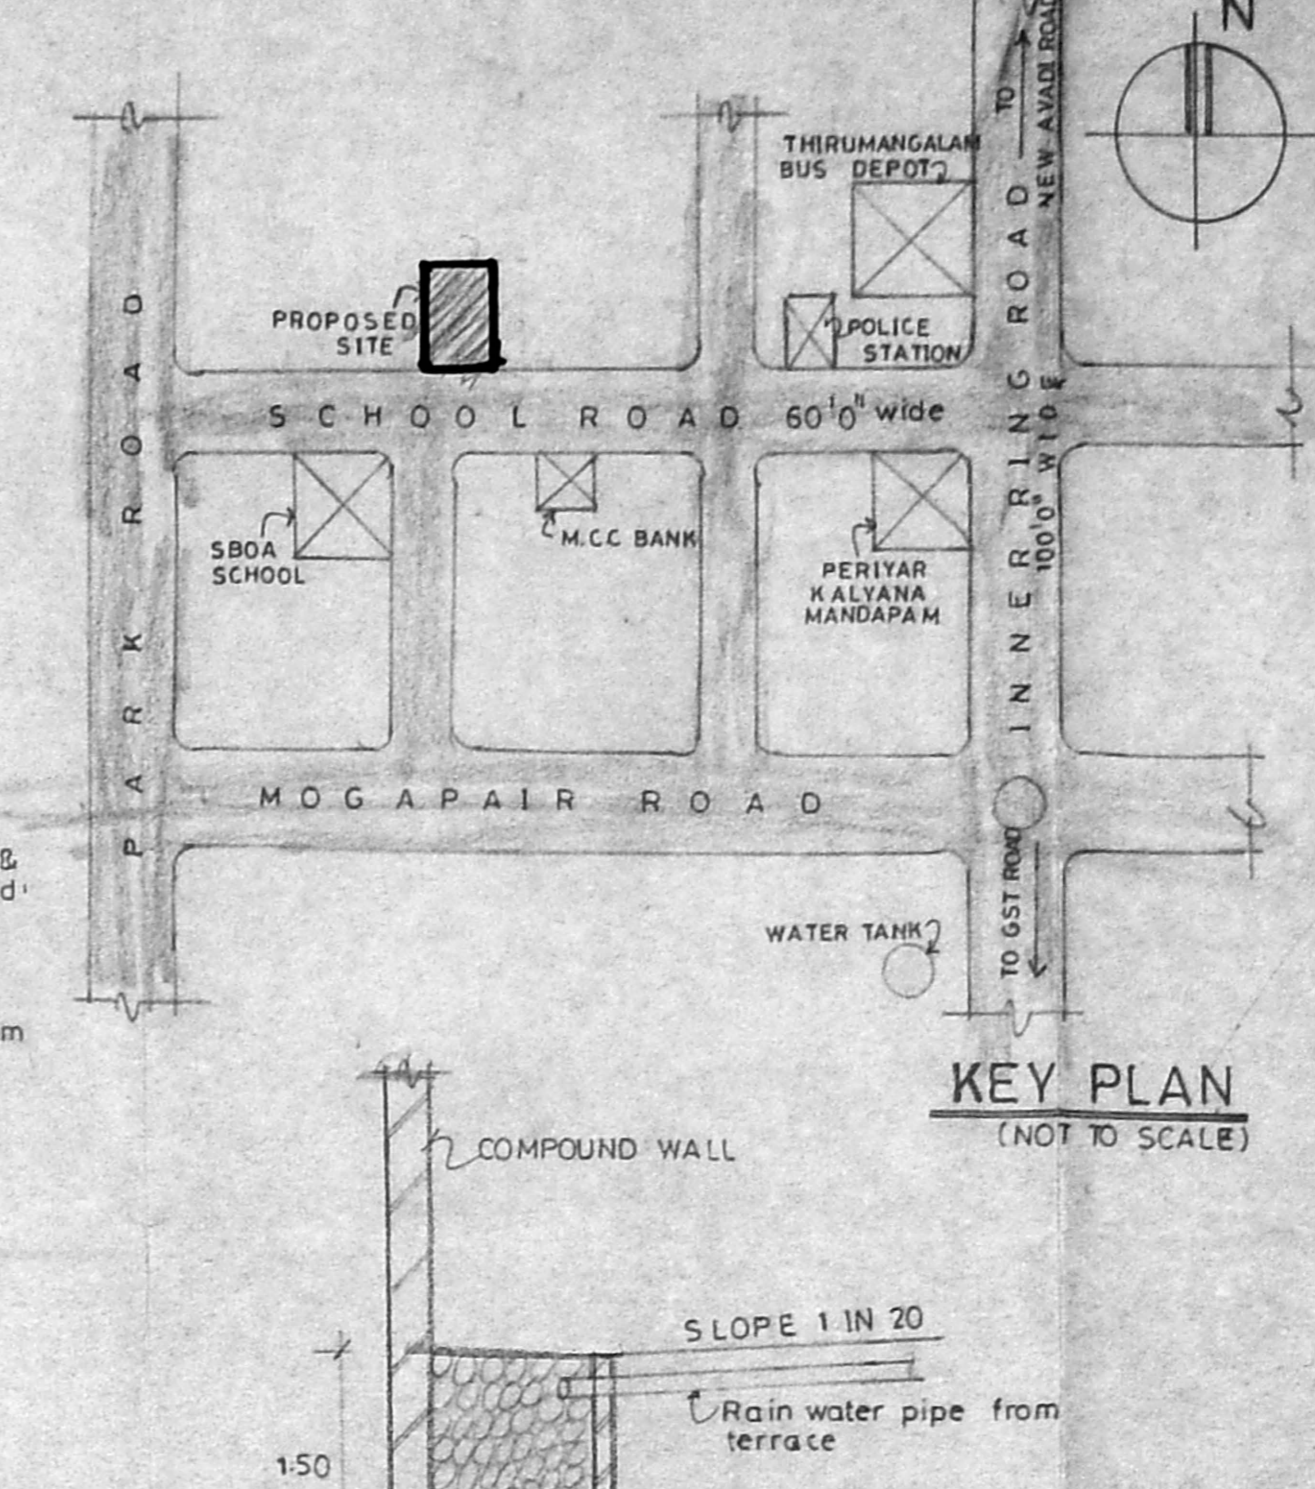 N
TO
NEW AVADI ROAD
THIRUMANGALAM
BUS DEPOT
PROPOSED
SITE
POLICE
STATION
SCHOOL ROAD 60'0" wide
PARK ROAD
INNER RING ROAD
100'0" WIDE
SBOA
SCHOOL
M.CC BANK
PERIYAR
KALYANA
MANDAPAM
MOGAPAIR ROAD
&
d'
TO GST ROAD
WATER TANK
m
KEY PLAN
(NOT TO SCALE)
COMPOUND WALL
SLOPE 1 IN 20
Rain water pipe from
terrace
1.50